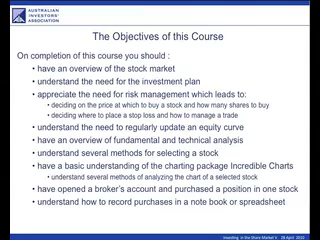 AUSTRALIAN
INVESTORS'
ASSOCIATION
The Objectives of this Course
On completion of this course you should :
• have an overview of the stock market
• understand the need for the investment plan
• appreciate the need for risk management which leads to:
• deciding on the price at which to buy a stock and how many shares to buy
• deciding where to place a stop loss and how to manage a trade
• understand the need to regularly update an equity curve
• have an overview of fundamental and technical analysis
• understand several methods for selecting a stock
• have a basic understanding of the charting package Incredible Charts
• understand several methods of analyzing the chart of a selected stock
• have opened a broker's account and purchased a position in one stock
• understand how to record purchases in a note book or spreadsheet
Investing in the Share Market V. 28 April 2010